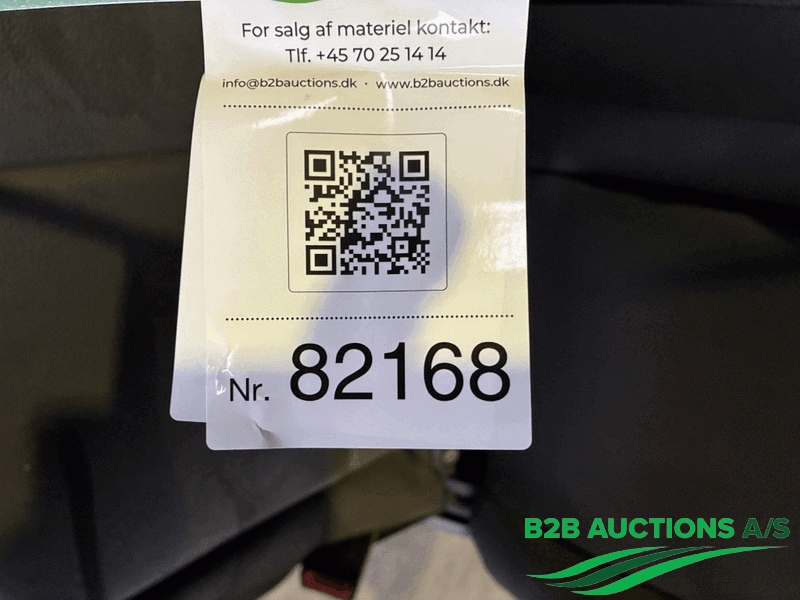 For salg af materiel kontakt:
Tlf. +45 70 25 14 14
info@b2bauctions.dk · www.b2bauctions.dk
Nr. 82168
B2B AUCTIONS A/S